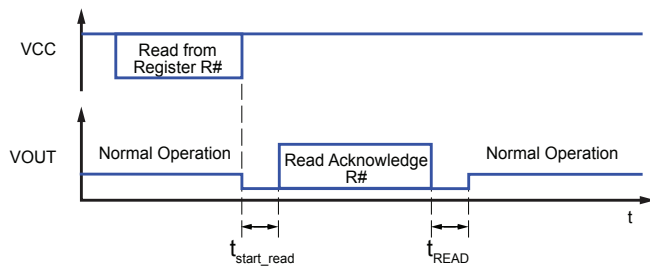 VCC
Read from
Register R#
VOUT
Normal Operation
Read Acknowledge
R#
Normal Operation
t
t_start_read
t_READ